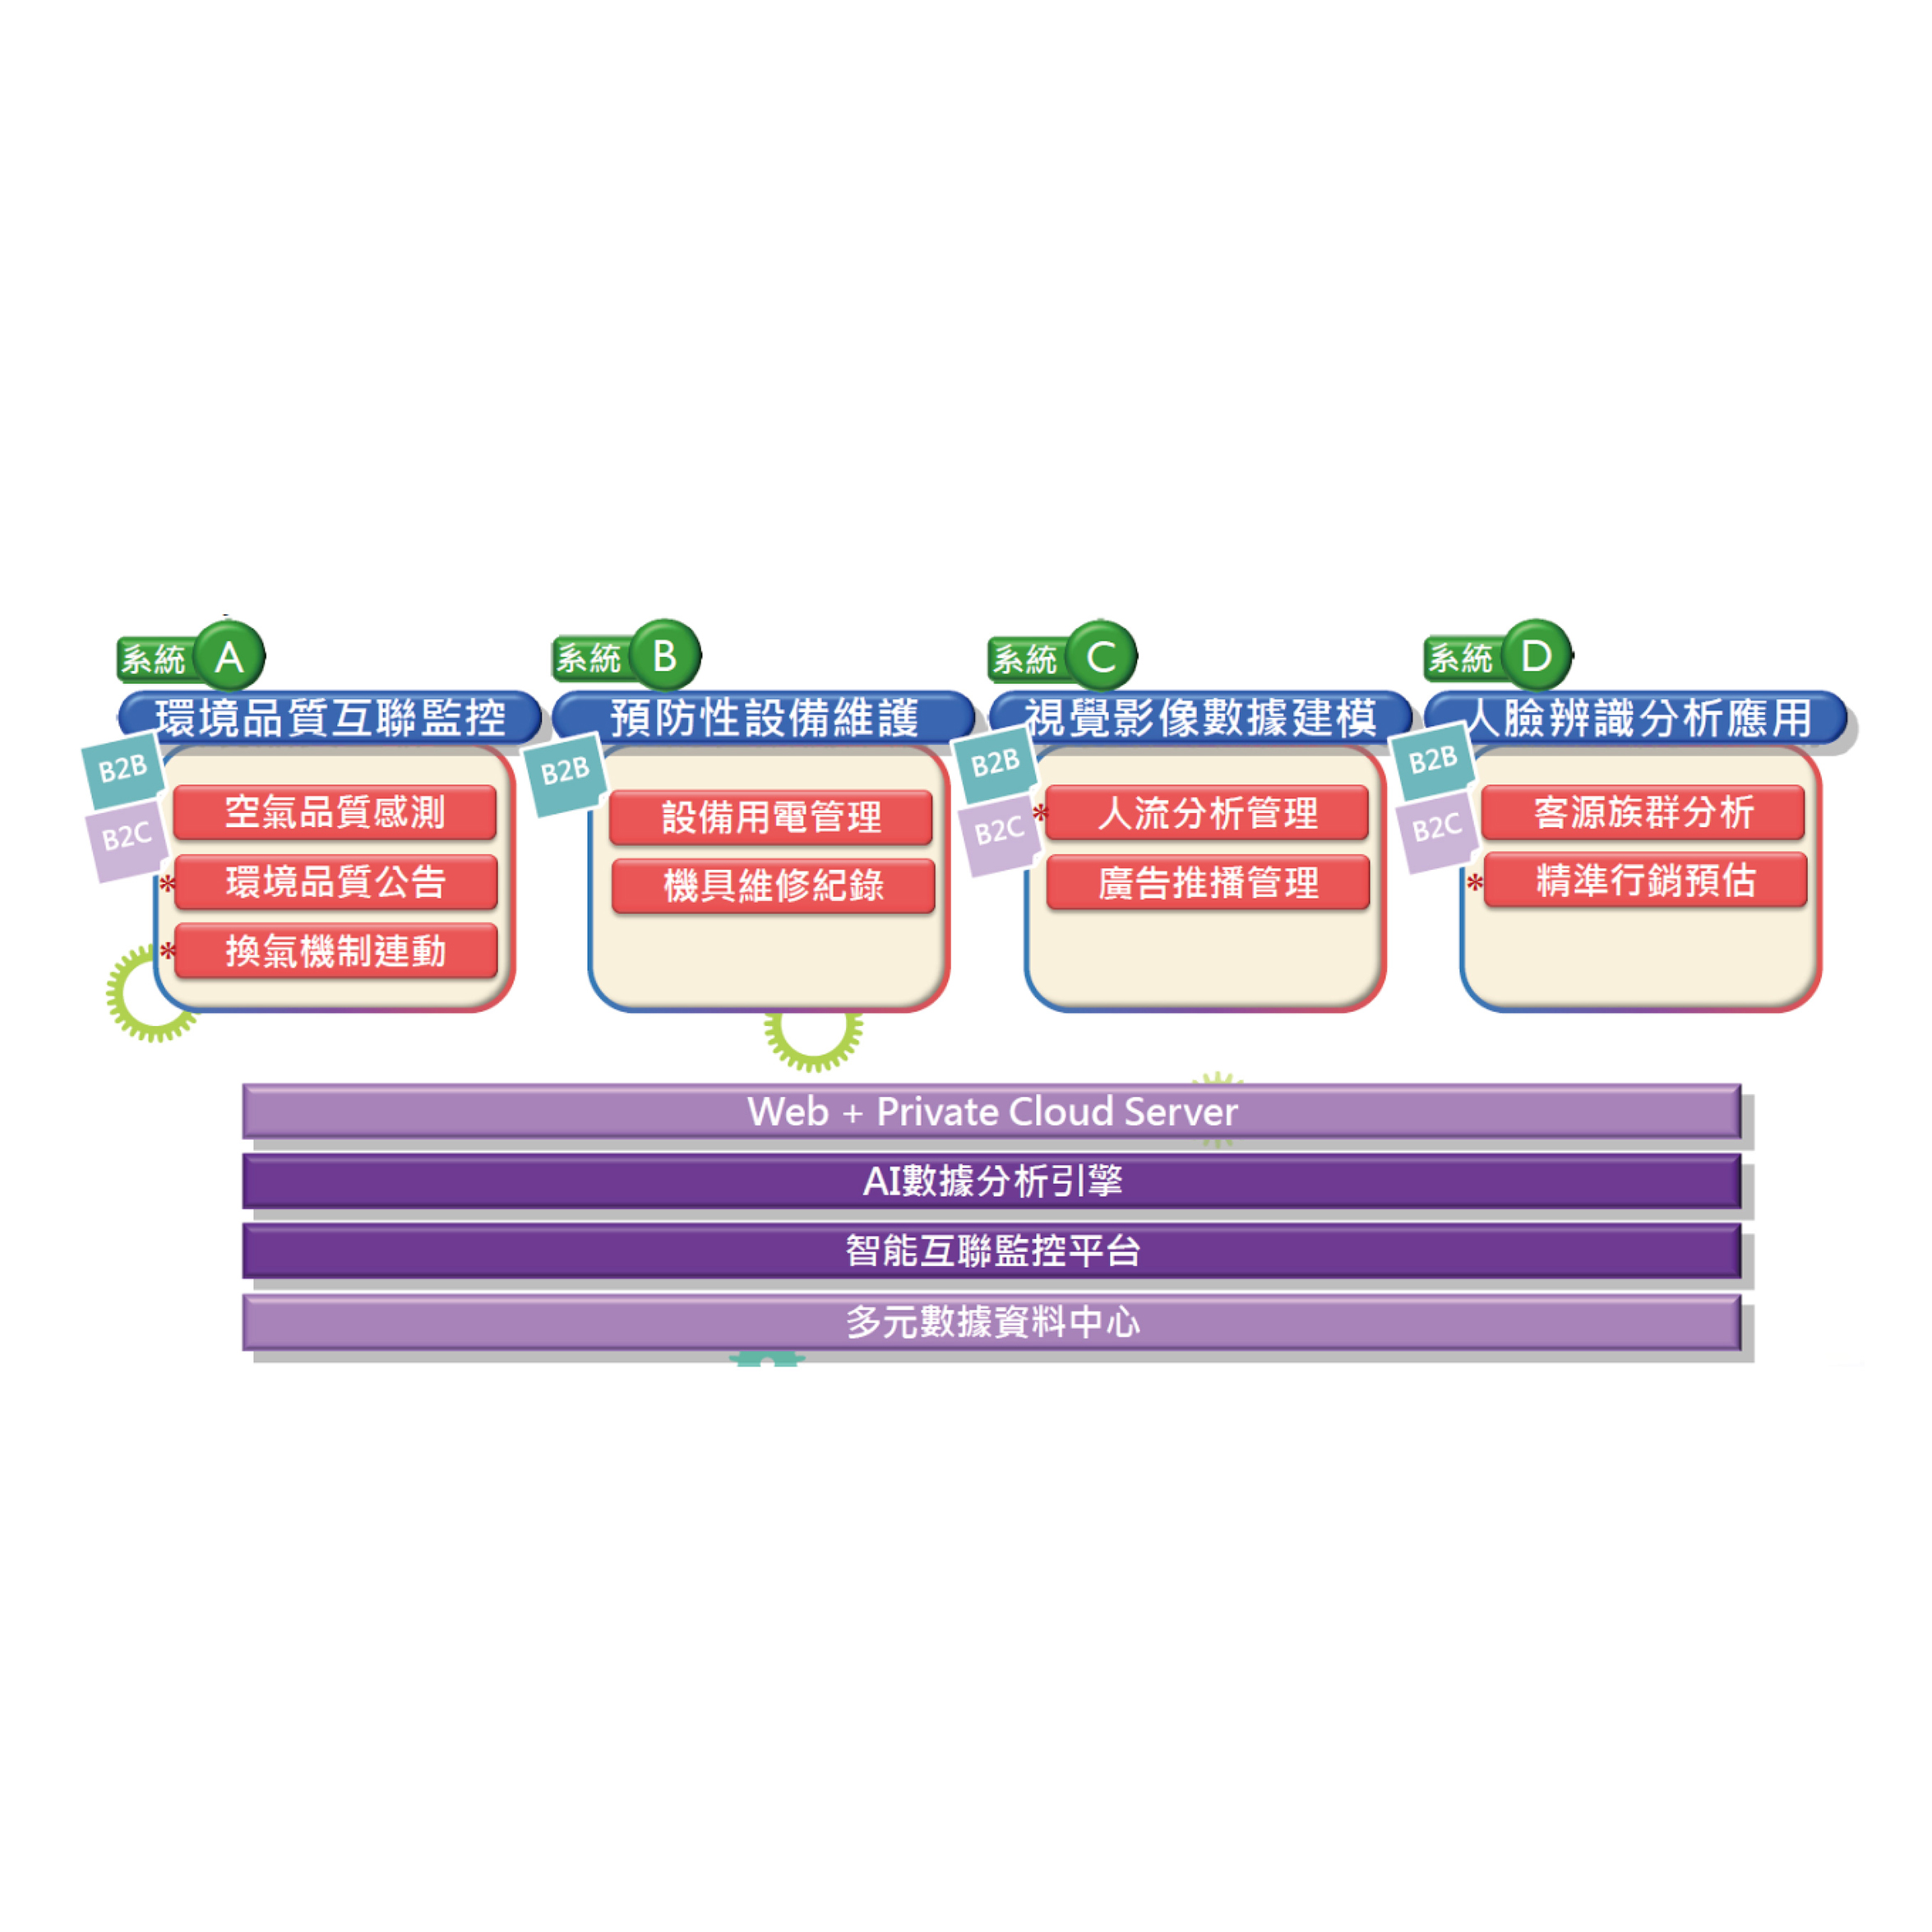 系統 A
環境品質互聯監控
B2B
B2C
空氣品質感測
* 環境品質公告
* 換氣機制連動
系統 B
預防性設備維護
B2B
設備用電管理
機具維修紀錄
系統 C
視覺影像數據建模
B2B
B2C
* 人流分析管理
廣告推播管理
系統 D
人臉辨識分析應用
B2B
B2C
客源族群分析
* 精準行銷預估
Web + Private Cloud Server
AI數據分析引擎
智能互聯監控平台
多元數據資料中心